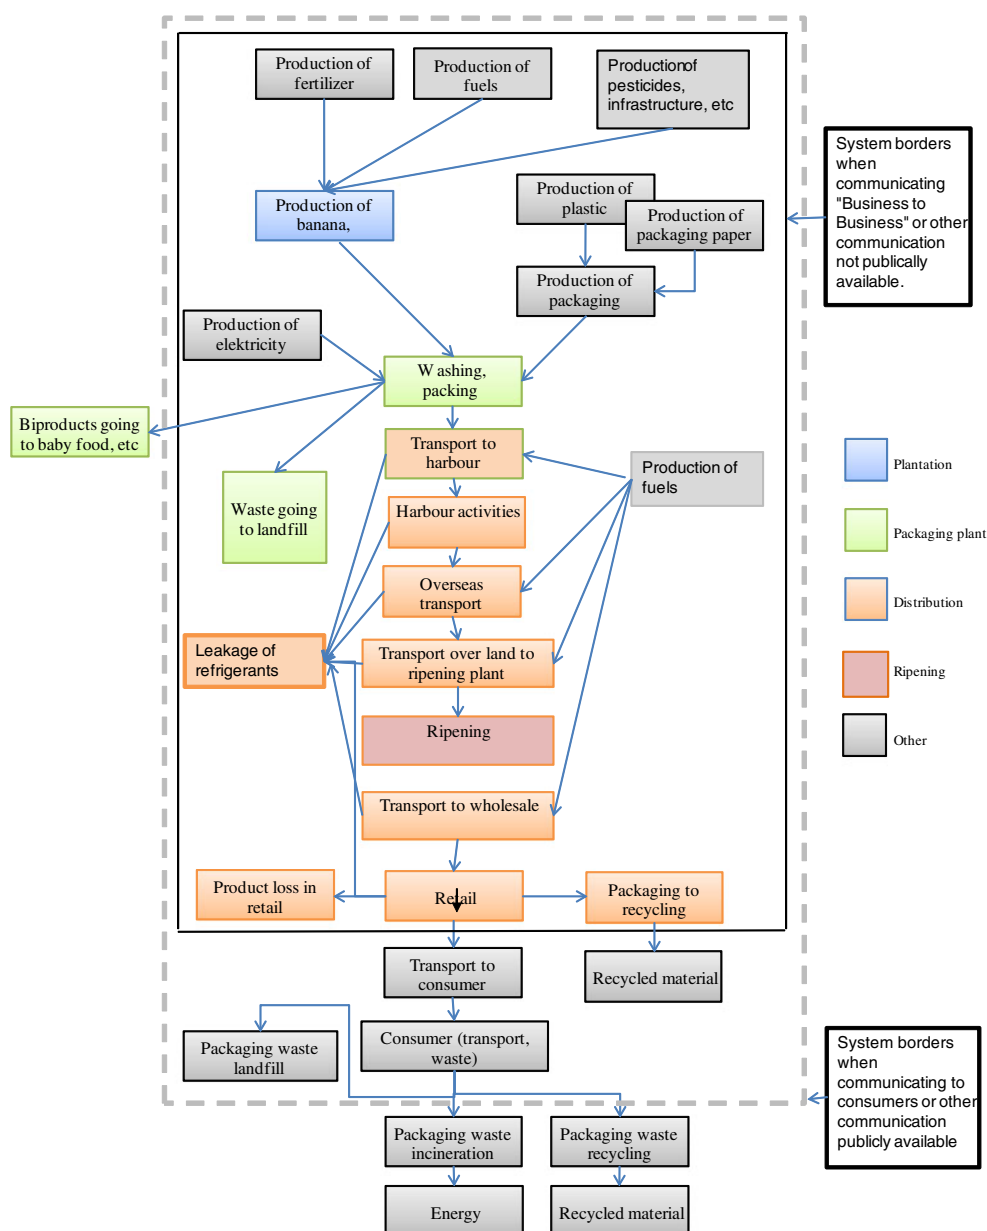 Production of
fertilizer
Production of
fuels
Productionof
pesticides,
infrastructure, etc
System borders
when
communicating
"Business to
Business" or other
communication
not publically
available.
Production of
banana,
Production of
plastic
Production of
packaging paper
Production of
packaging
Production of
elektricity
W ashing,
packing
Biproducts going
to baby food, etc
Transport to
harbour
Production of
fuels
Waste going
to landfill
Harbour activities
Overseas
transport
Leakage of
refrigerants
Transport over land to
ripening plant
Ripening
Transport to wholesale
Plantation
Packaging plant
Distribution
Ripening
Other
Product loss in
retail
Retail
Packaging to
recycling
Transport to
consumer
Recycled material
Packaging waste
landfill
Consumer (transport,
waste)
System borders
when
communicating to
consumers or other
communication
publicly available
Packaging waste
incineration
Packaging waste
recycling
Energy
Recycled material